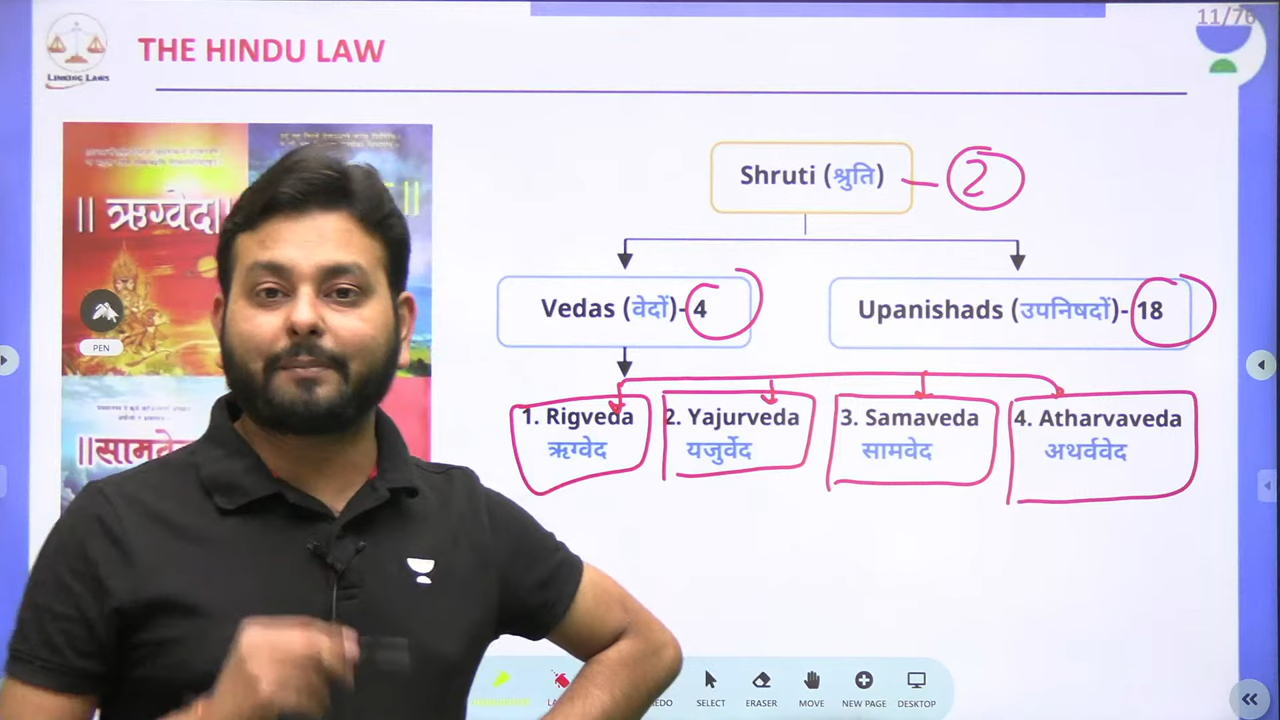 11/76
THE HINDU LAW
LINKING LAWS
Shruti (श्रुति)
2
|| ऋग्वेद
PEN
Vedas (वेदों)-4
Upanishads (उपनिषदों)-18
1. Rigveda
ऋग्वेद
2. Yajurveda
यजुर्वेद
3. Samaveda
सामवेद
4. Atharvaveda
अथर्ववेद
||सामवे
SELECT
ERASER
MOVE
NEW PAGE
DESKTOP